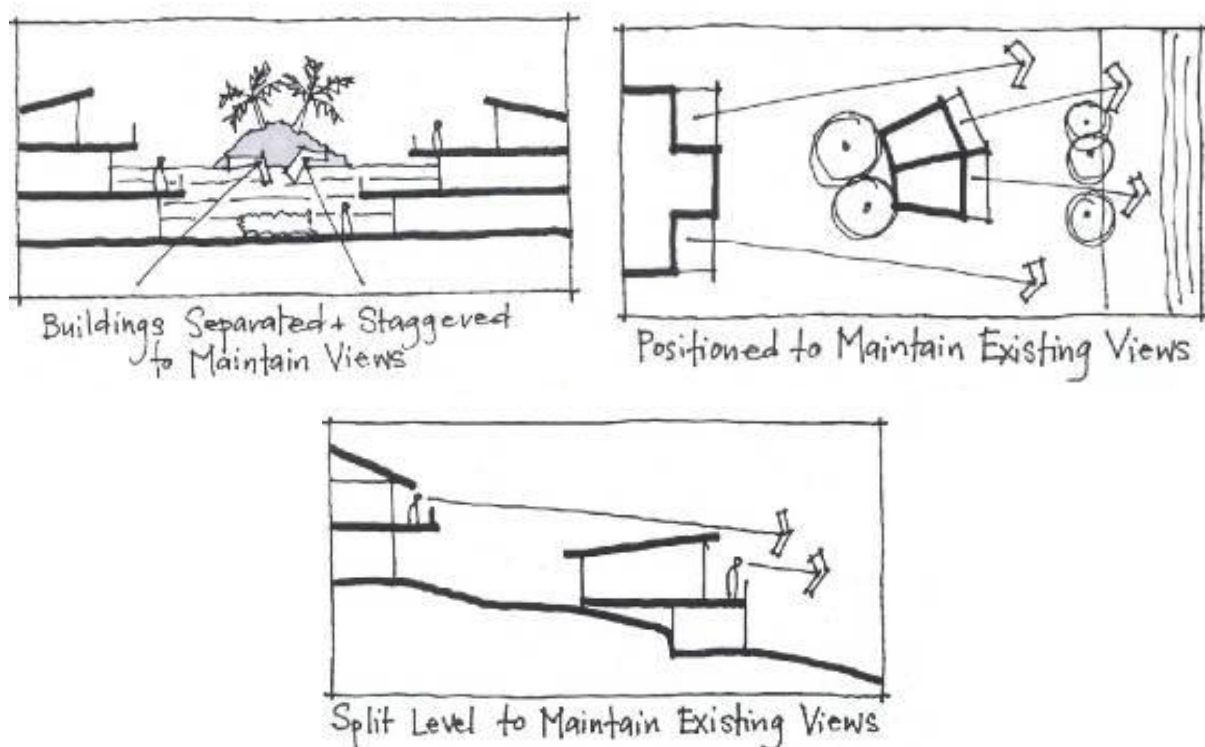 Buildings Separated + Staggered
to Maintain Views
Positioned to Maintain Existing Views
Split Level to Maintain Existing Views